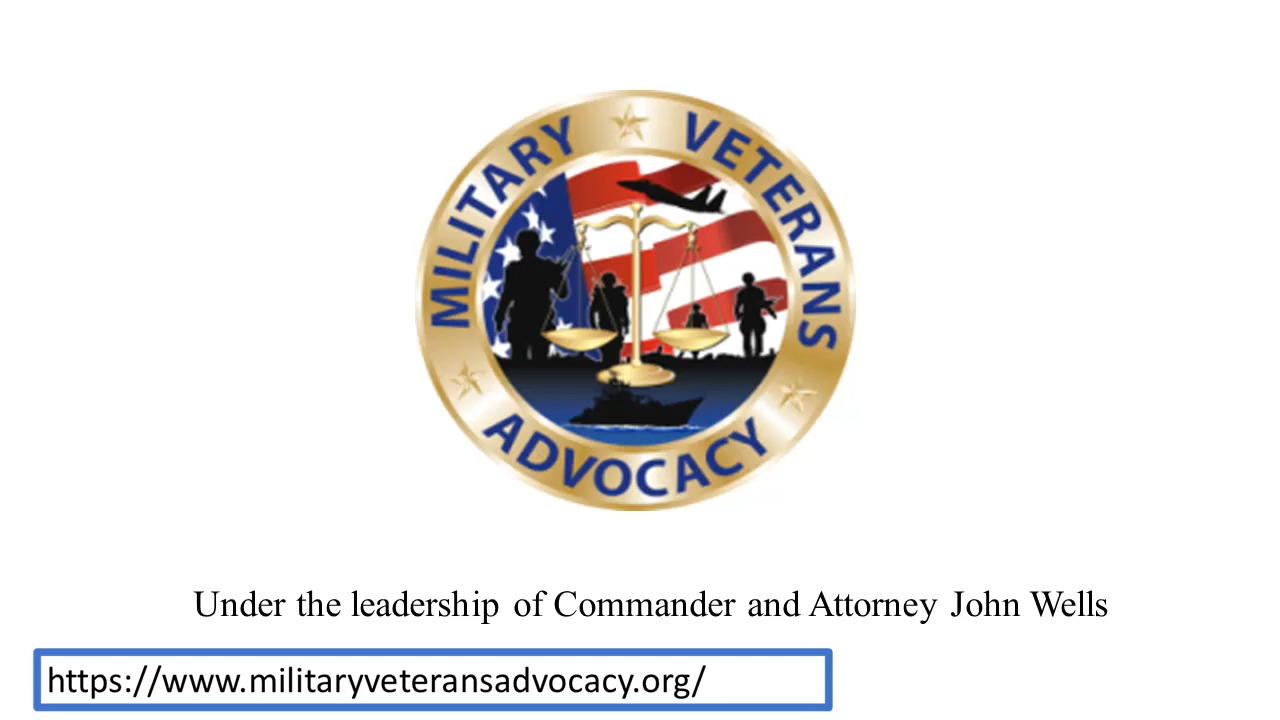 MILITARY VETERANS
ADVOCACY
Under the leadership of Commander and Attorney John Wells
https://www.militaryveteransadvocacy.org/